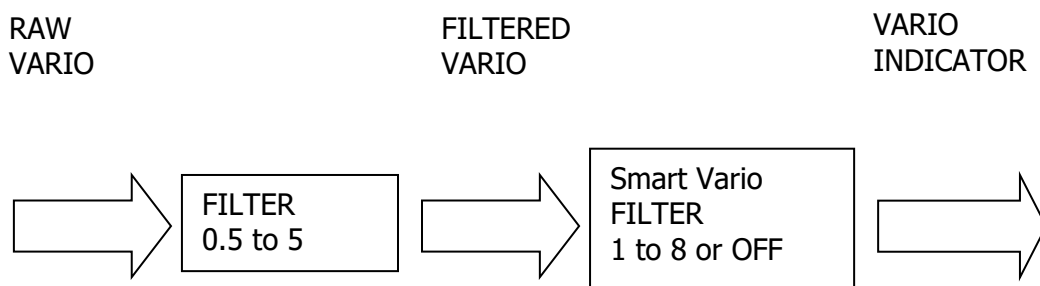 RAW
VARIO
FILTERED
VARIO
VARIO
INDICATOR
FILTER
0.5 to 5
Smart Vario
FILTER
1 to 8 or OFF